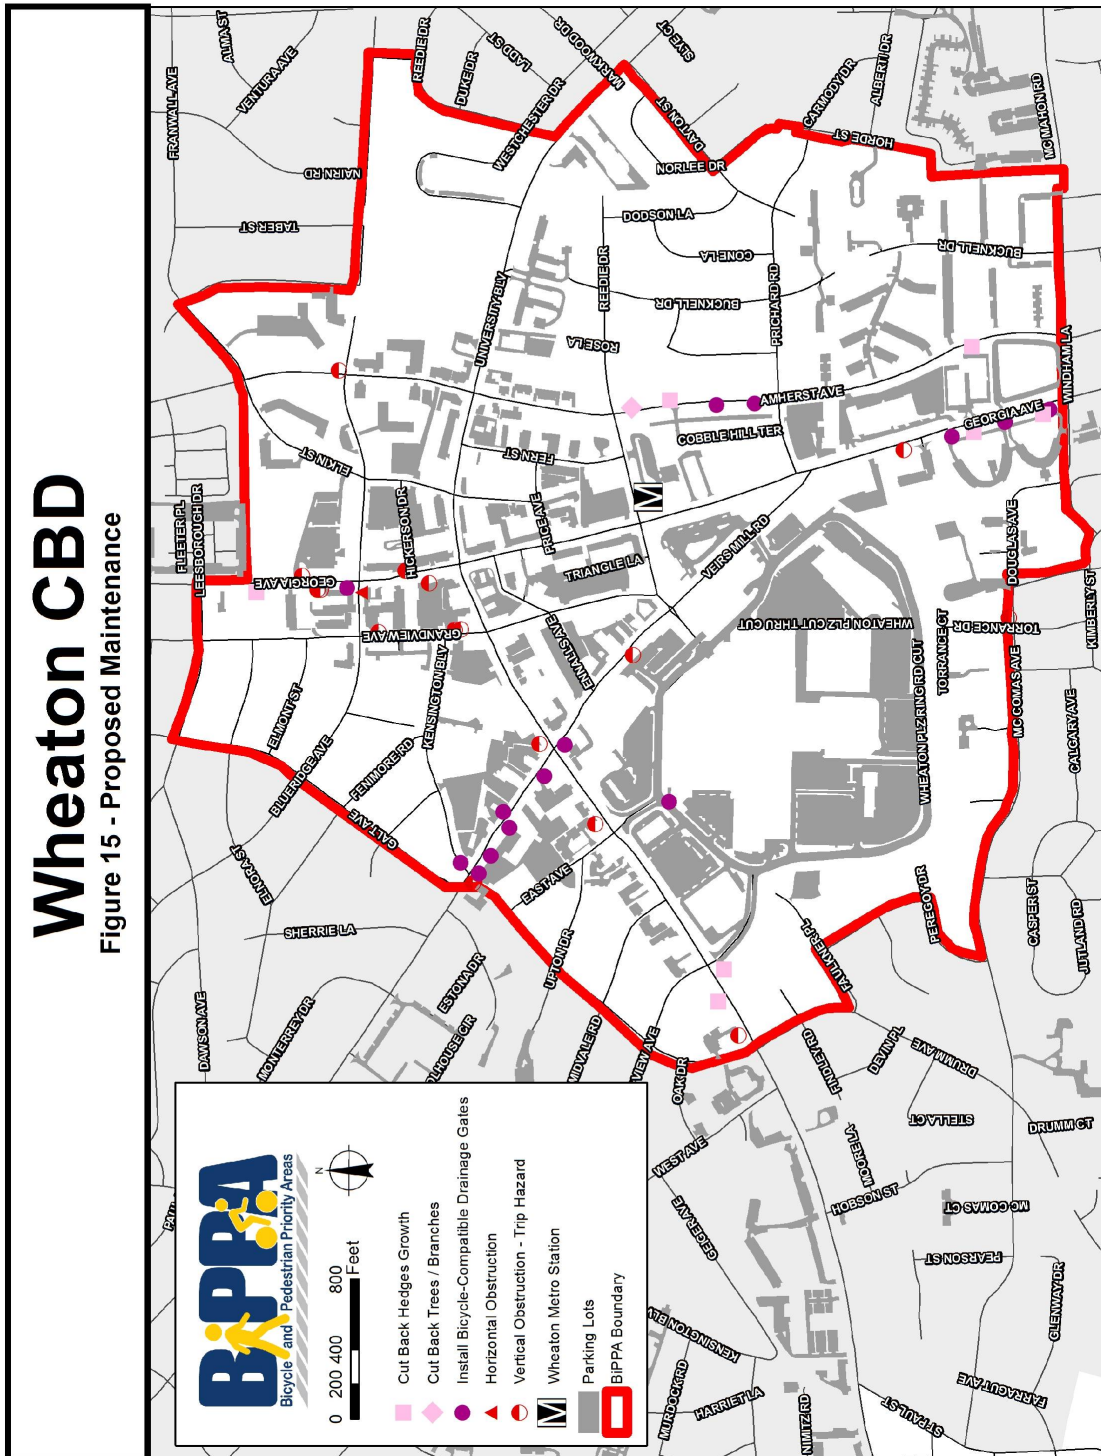 Wheaton CBD
Figure 15 - Proposed Maintenance
BiPPA
Bicycle and Pedestrian Priority Areas
N
0 200 400 800
Feet
Cut Back Hedges Growth
Cut Back Trees / Branches
Install Bicycle-Compatible Drainage Gates
Horizontal Obstruction
Vertical Obstruction - Trip Hazard
M
Wheaton Metro Station
Parking Lots
BiPPA Boundary
FRANWALL AVE
ALMA ST
VENTURA AVE
NAIRN RD
TABER ST
REEDIE DR
DUKE DR
LADD ST
WESTCHESTER DR
MARKWOOD DR
SLYE CT
DAYTON ST
NORLEE DR
CARMODY DR
ALBERTI DR
HORDE ST
MC MAHON RD
DODSON LA
CONE LA
BUCKNELL DR
BUCKNELL DR
PRICHARD RD
REEDIE DR
ROSE LA
UNIVERSITY BLV
AMHERST AVE
COBBLE HILL TER
GEORGIA AVE
WINDHAM LA
FLEETER PL
LEESBOROUGH DR
GEORGIA AVE
ELKIN ST
HICKERSON DR
FERN ST
PRICE AVE
M
TRIANGLE LA
VEIRS MILL RD
GRANDVIEW AVE
ENNALLS AVE
KENSINGTON BLV
ELMONT ST
BLUERIDGE AVE
FENIMORE RD
GALT AVE
ELNORA ST
WHEATON PLZ CUT THRU CUT
WHEATON PLZ RING RD CUT
TORRANCE CT
TORRANCE DR
DOUGLAS AVE
KIMBERLY ST
MC COMAS AVE
CALGARY AVE
CASPER ST
JUTLAND RD
PEREGOY DR
FAULKNER PL
EAST AVE
UPTON DR
SHERRIE LA
ESTONA DR
MONTERREY DR
DAWSON AVE
OLHOUSE CIR
MIDVALE RD
VIEW AVE
OAK DR
WEST AVE
GEIGER AVE
FINDLEY RD
DEVIN PL
DRUMM AVE
STELLA CT
DRUMM CT
MOORE LA
HOBSON ST
MC COMAS CT
PEARSON ST
GLENWAY DR
FARRAGUT AVE
ST PAUL ST
KENSINGTON BLV
MURDOCK RD
HARRIET LA
NIMITZ RD